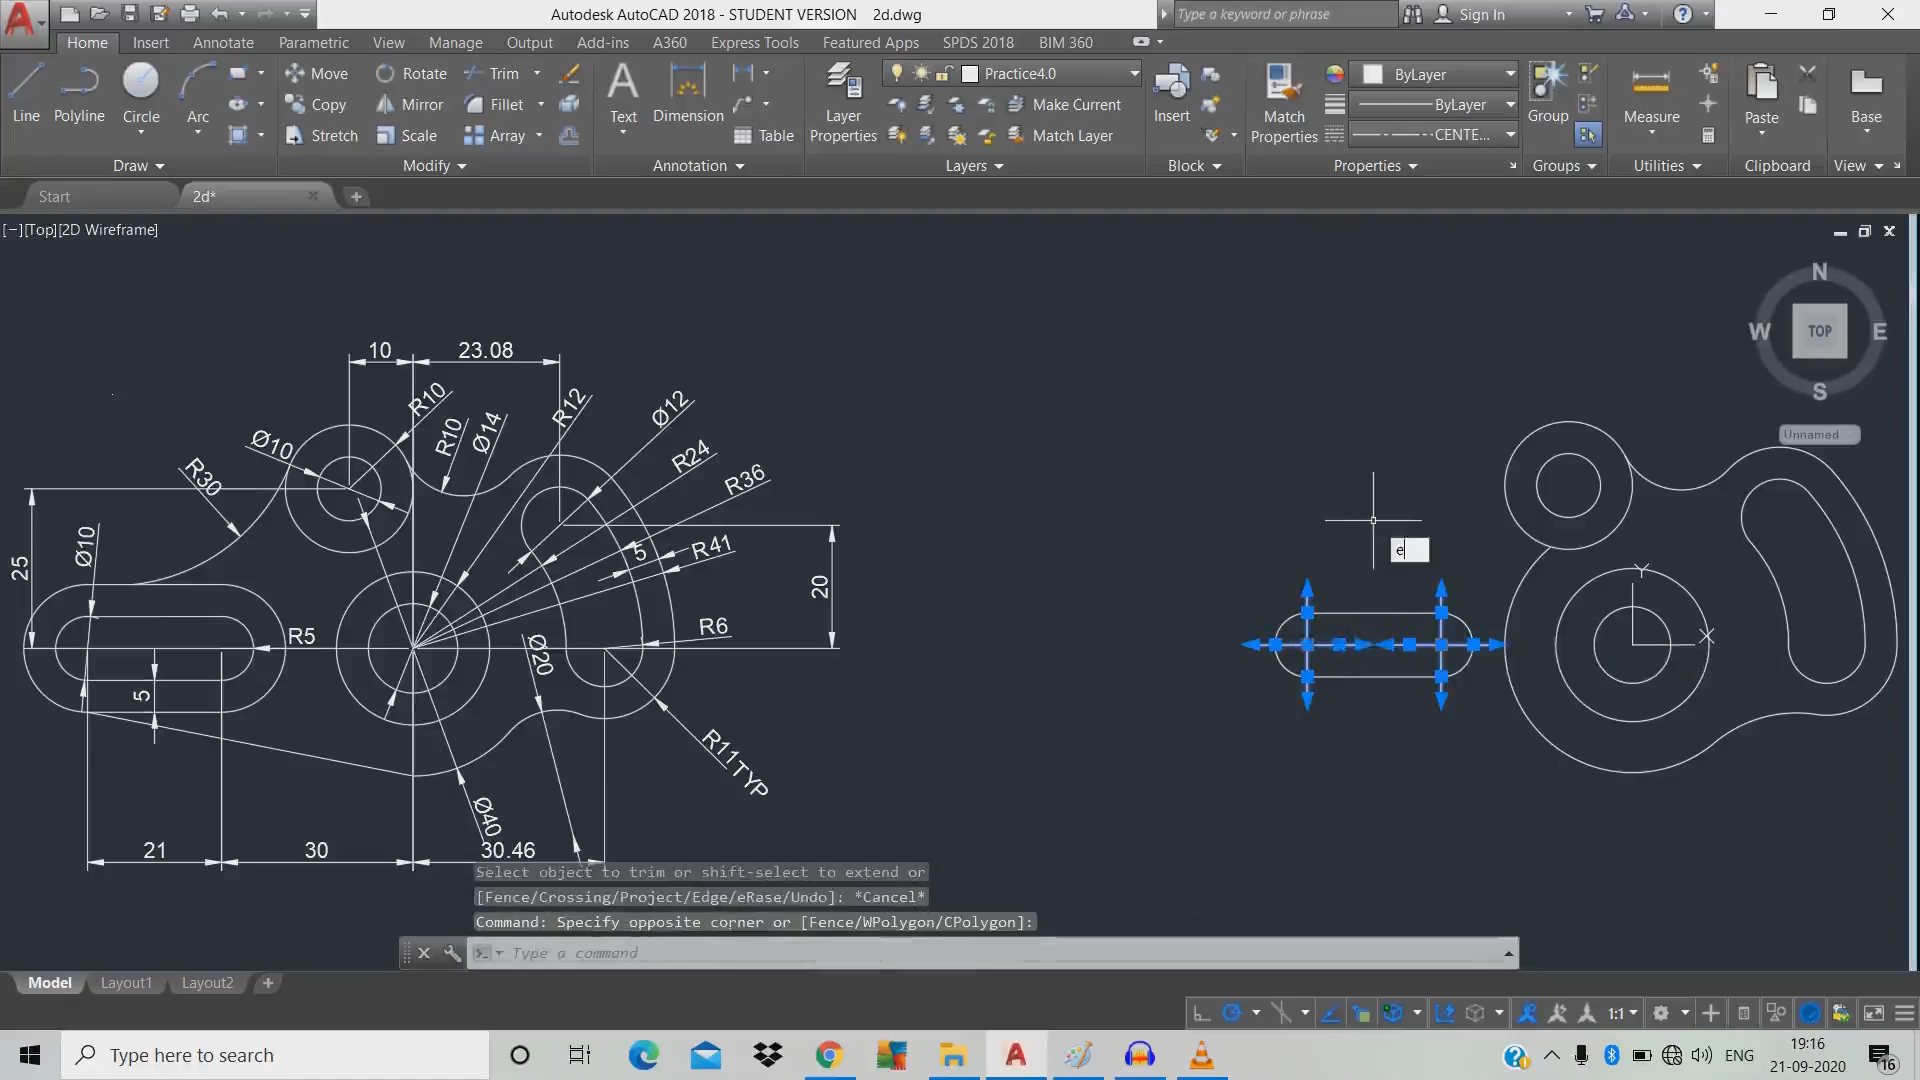 Autodesk AutoCAD 2018 - STUDENT VERSION 2d.dwg
Type a keyword or phrase
Sign In
Home Insert Annotate Parametric View Manage Output Add-ins A360 Express Tools Featured Apps SPDS 2018 BIM 360
Line Polyline Circle Arc
Move Rotate Trim
Copy Mirror Fillet
Stretch Scale Array
Text Dimension Table
Layer Properties
Practice4.0
Make Current
Match Layer
Insert
Match Properties
ByLayer
ByLayer
CENTE...
Group Measure Paste Base
Draw Modify Annotation Layers Block Properties Groups Utilities Clipboard View
Start 2d*
[−][Top][2D Wireframe]
N
W TOP E
S
Unnamed
10 23.08
R10
R10
Ø14
R12
Ø12
Ø10
R30
R24
R36
25
Ø10
5
R41
20
R5
R6
Ø20
5
R11TYP
Ø40
21 30 30.46
e
Y
X
Select object to trim or shift-select to extend or
[Fence/Crossing/Project/Edge/eRase/Undo]: *Cancel*
Command: Specify opposite corner or [Fence/WPolygon/CPolygon]:
Type a command
Model Layout1 Layout2
1:1
Type here to search
ENG
19:16
21-09-2020
16